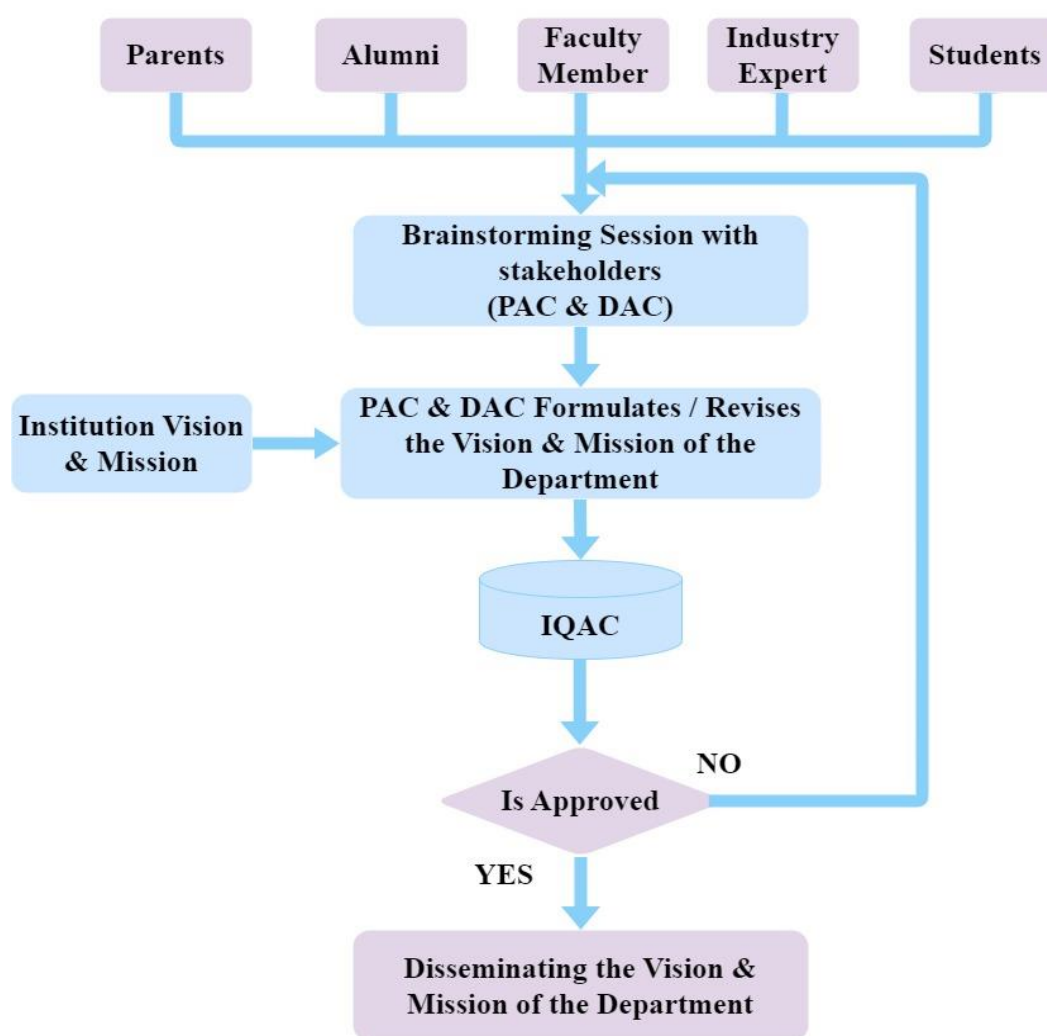 Parents
Alumni
Faculty
Member
Industry
Expert
Students
Brainstorming Session with
stakeholders
(PAC & DAC)
Institution Vision
& Mission
PAC & DAC Formulates / Revises
the Vision & Mission of the
Department
IQAC
Is Approved
NO
YES
Disseminating the Vision &
Mission of the Department